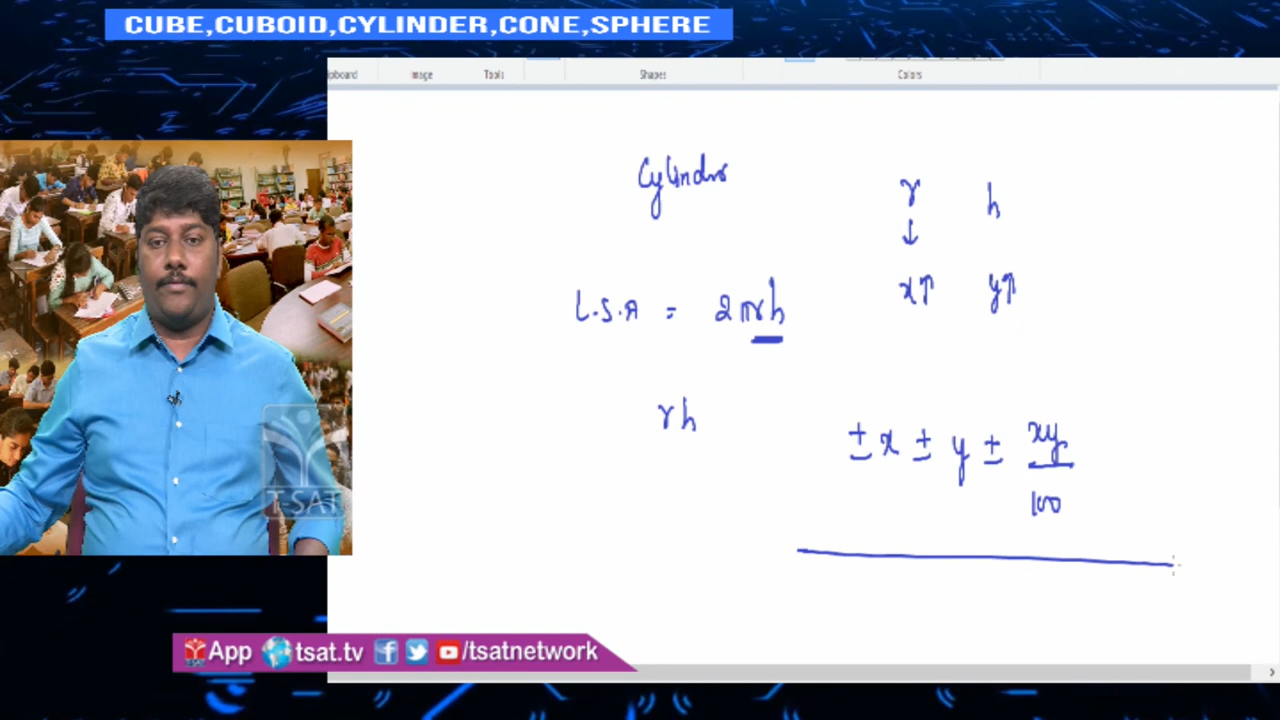 CUBE,CUBOID,CYLINDER,CONE,SPHERE
Image Tools Shapes Colors
Cylinder
r h
↓
x↑ y↑
L.S.A = 2πrh
rh
± x ± y ± xy
100
T-SAT
App tsat.tv /tsatnetwork